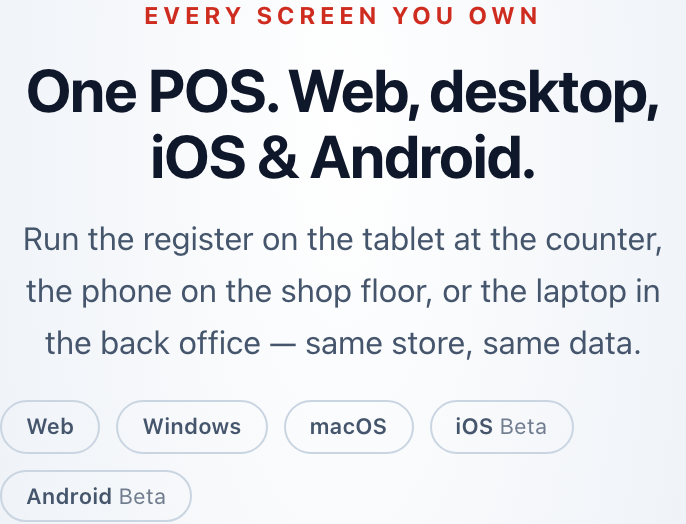 EVERY SCREEN YOU OWN
One POS. Web, desktop,
iOS & Android.
Run the register on the tablet at the counter,
the phone on the shop floor, or the laptop in
the back office — same store, same data.
Web Windows macOS iOS Beta
Android Beta